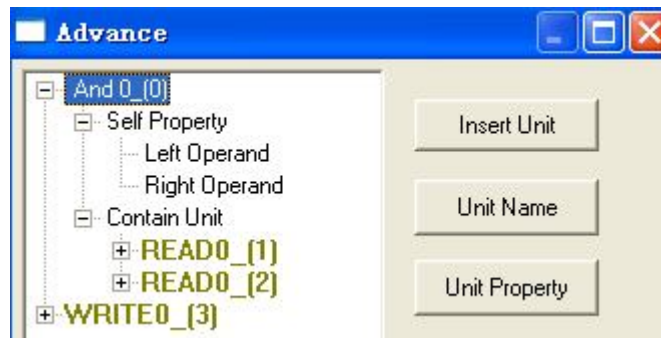 Advance
And 0_(0)
Self Property
Left Operand
Right Operand
Contain Unit
READ0_(1)
READ0_(2)
WRITE0_(3)
Insert Unit
Unit Name
Unit Property